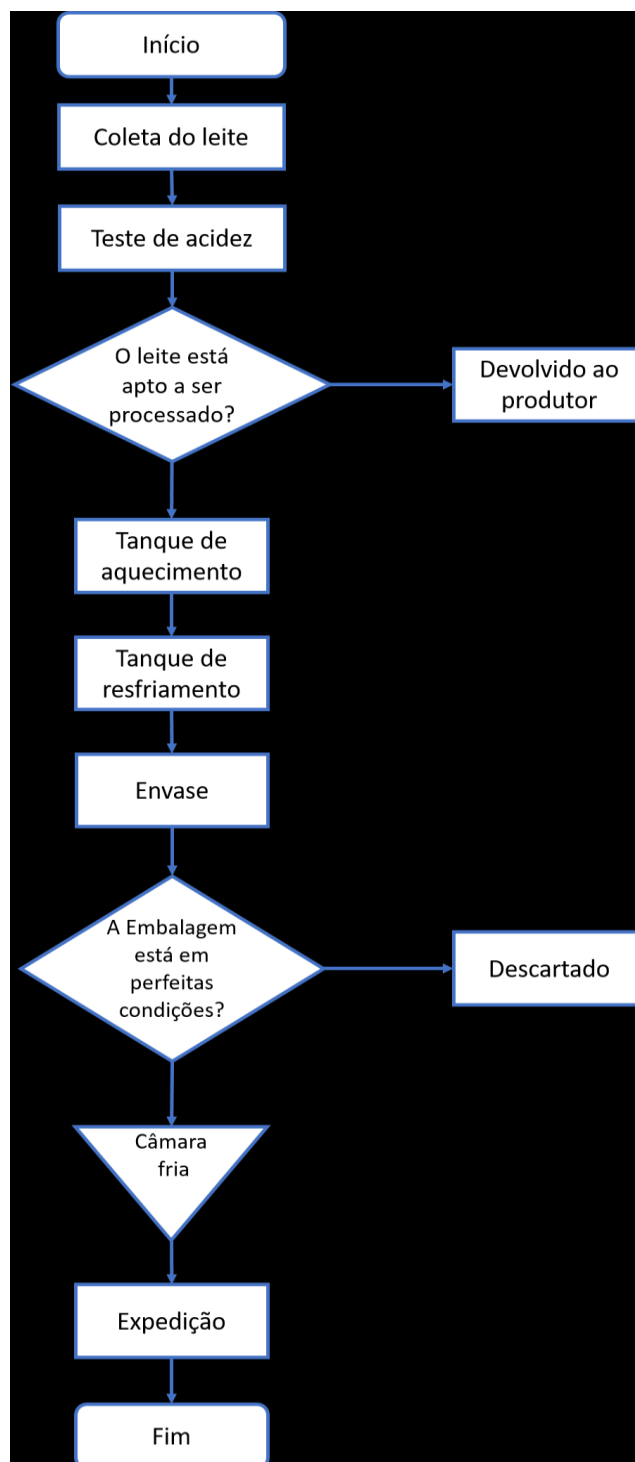 Início
Coleta do leite
Teste de acidez
O leite está
apto a ser
processado?
Devolvido ao
produtor
Tanque de
aquecimento
Tanque de
resfriamento
Envase
A Embalagem
está em
perfeitas
condições?
Descartado
Câmara
fria
Expedição
Fim